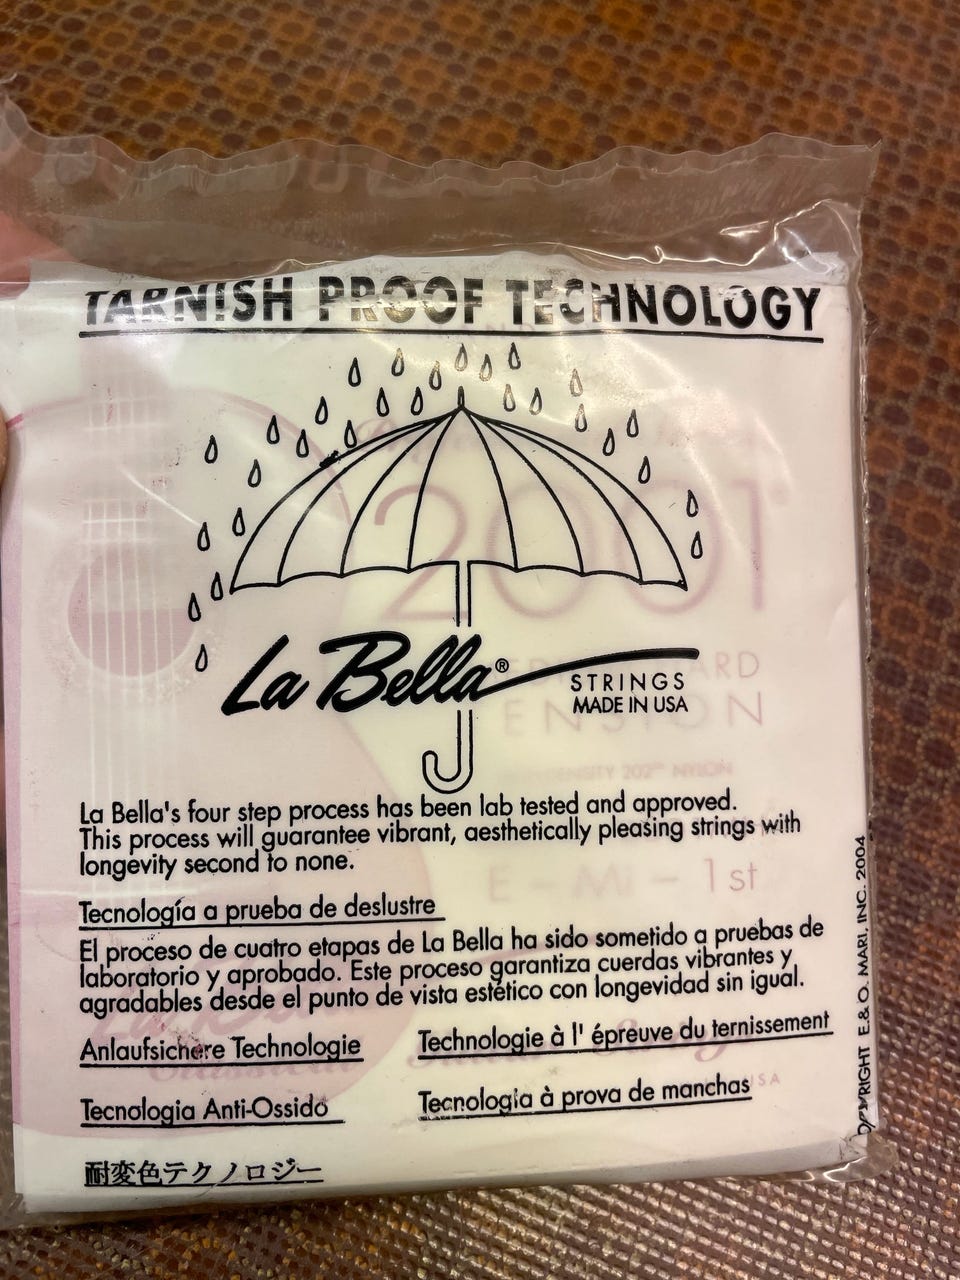 TARNISH PROOF TECHNOLOGY
2001
La Bella®
STRINGS
MADE IN USA
La Bella's four step process has been lab tested and approved.
This process will guarantee vibrant, aesthetically pleasing strings with
longevity second to none.
E - Mi - 1st
Tecnología a prueba de deslustre
El proceso de cuatro etapas de La Bella ha sido sometido a pruebas de
laboratorio y aprobado. Este proceso garantiza cuerdas vibrantes y
agradables desde el punto de vista estético con longevidad sin igual.
Anlaufsichere Technologie
Technologie à l' épreuve du ternissement
Tecnologia Anti-Ossido
Tecnologia à prova de manchas
耐変色テクノロジー
COPYRIGHT E.&O. MARI, INC. 2004